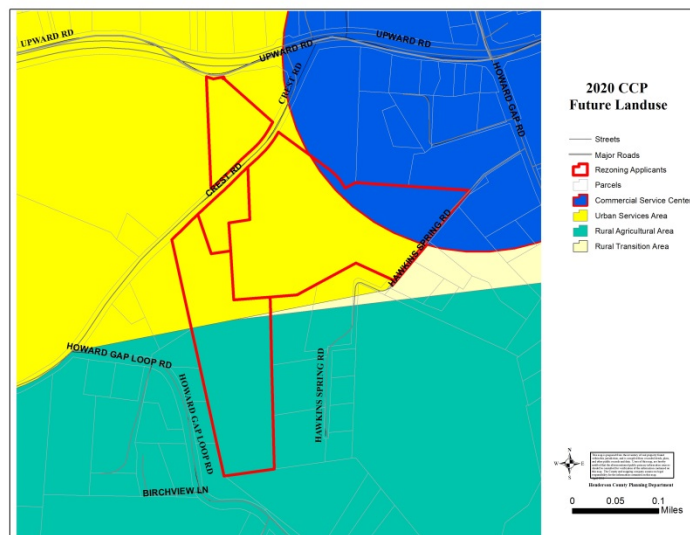 UPWARD RD
UPWARD RD
UPWARD RD
CREST RD
HOWARD GAP RD
CREST RD
HAWKINS SPRING RD
HOWARD GAP LOOP RD
HOWARD GAP LOOP RD
HAWKINS SPRING RD
BIRCHVIEW LN
2020 CCP
Future Landuse
Streets
Major Roads
Rezoning Applicants
Parcels
Commercial Service Center
Urban Services Area
Rural Agricultural Area
Rural Transition Area
N
W
E
S
Henderson County Planning Department
0 0.05 0.1
Miles